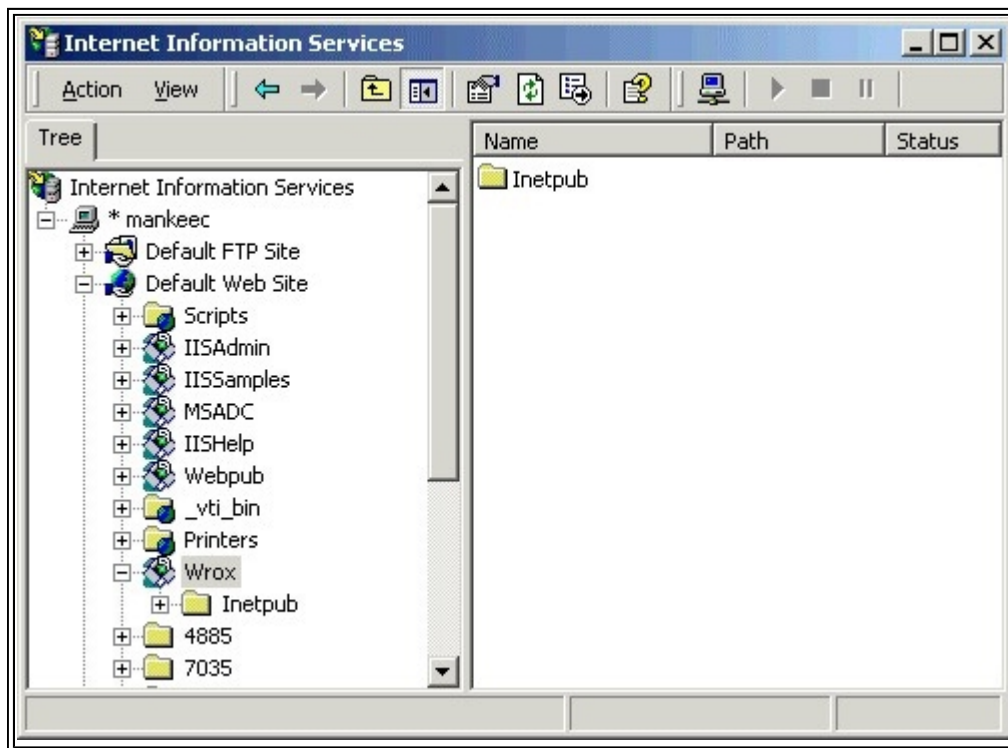 Internet Information Services
Action View
Tree
Name Path Status
Internet Information Services
* mankeec
Default FTP Site
Default Web Site
Scripts
IISAdmin
IISSamples
MSADC
IISHelp
Webpub
_vti_bin
Printers
Wrox
Inetpub
4885
7035
Inetpub